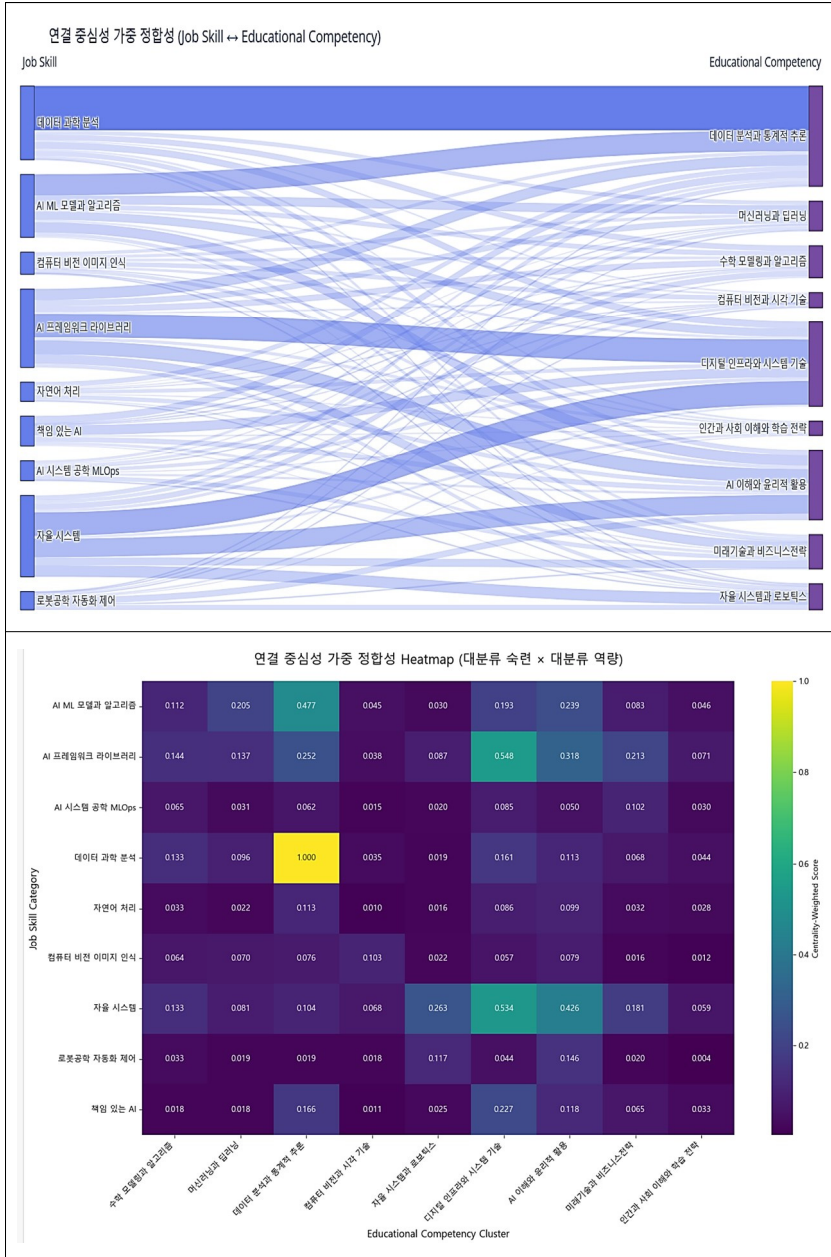 연결 중심성 가중 정합성 (Job Skill ↔ Educational Competency)
Job Skill
Educational Competency
데이터 과학 분석
AI ML 모델과 알고리즘
컴퓨터 비전 이미지 인식
AI 프레임워크 라이브러리
자연어 처리
책임 있는 AI
AI 시스템 공학 MLOps
자율 시스템
로봇공학 자동화 제어
데이터 분석과 통계적 추론
머신러닝과 딥러닝
수학 모델링과 알고리즘
컴퓨터 비전과 시각 기술
디지털 인프라와 시스템 기술
인간과 사회 이해와 학습 전략
AI 이해와 윤리적 활용
미래기술과 비즈니스전략
자율 시스템과 로보틱스
연결 중심성 가중 정합성 Heatmap (대분류 숙련 × 대분류 역량)
Job Skill Category
AI ML 모델과 알고리즘 0.112 0.205 0.477 0.045 0.030 0.193 0.239 0.083 0.046
AI 프레임워크 라이브러리 0.144 0.137 0.252 0.038 0.087 0.548 0.318 0.213 0.071
AI 시스템 공학 MLOps 0.065 0.031 0.062 0.015 0.020 0.085 0.050 0.102 0.030
데이터 과학 분석 0.133 0.096 1.000 0.035 0.019 0.161 0.113 0.068 0.044
자연어 처리 0.033 0.022 0.113 0.010 0.016 0.086 0.099 0.032 0.028
컴퓨터 비전 이미지 인식 0.064 0.070 0.076 0.103 0.022 0.057 0.079 0.016 0.012
자율 시스템 0.133 0.081 0.104 0.068 0.263 0.534 0.426 0.181 0.059
로봇공학 자동화 제어 0.033 0.019 0.019 0.018 0.117 0.044 0.146 0.020 0.004
책임 있는 AI 0.018 0.018 0.166 0.011 0.025 0.227 0.118 0.065 0.033
수학 모델링과 알고리즘
머신러닝과 딥러닝
데이터 분석과 통계적 추론
컴퓨터 비전과 시각 기술
자율 시스템과 로보틱스
디지털 인프라와 시스템 기술
AI 이해와 윤리적 활용
미래기술과 비즈니스전략
인간과 사회 이해와 학습 전략
Educational Competency Cluster
1.0
0.8
0.6
0.4
0.2
Centrality-Weighted Score